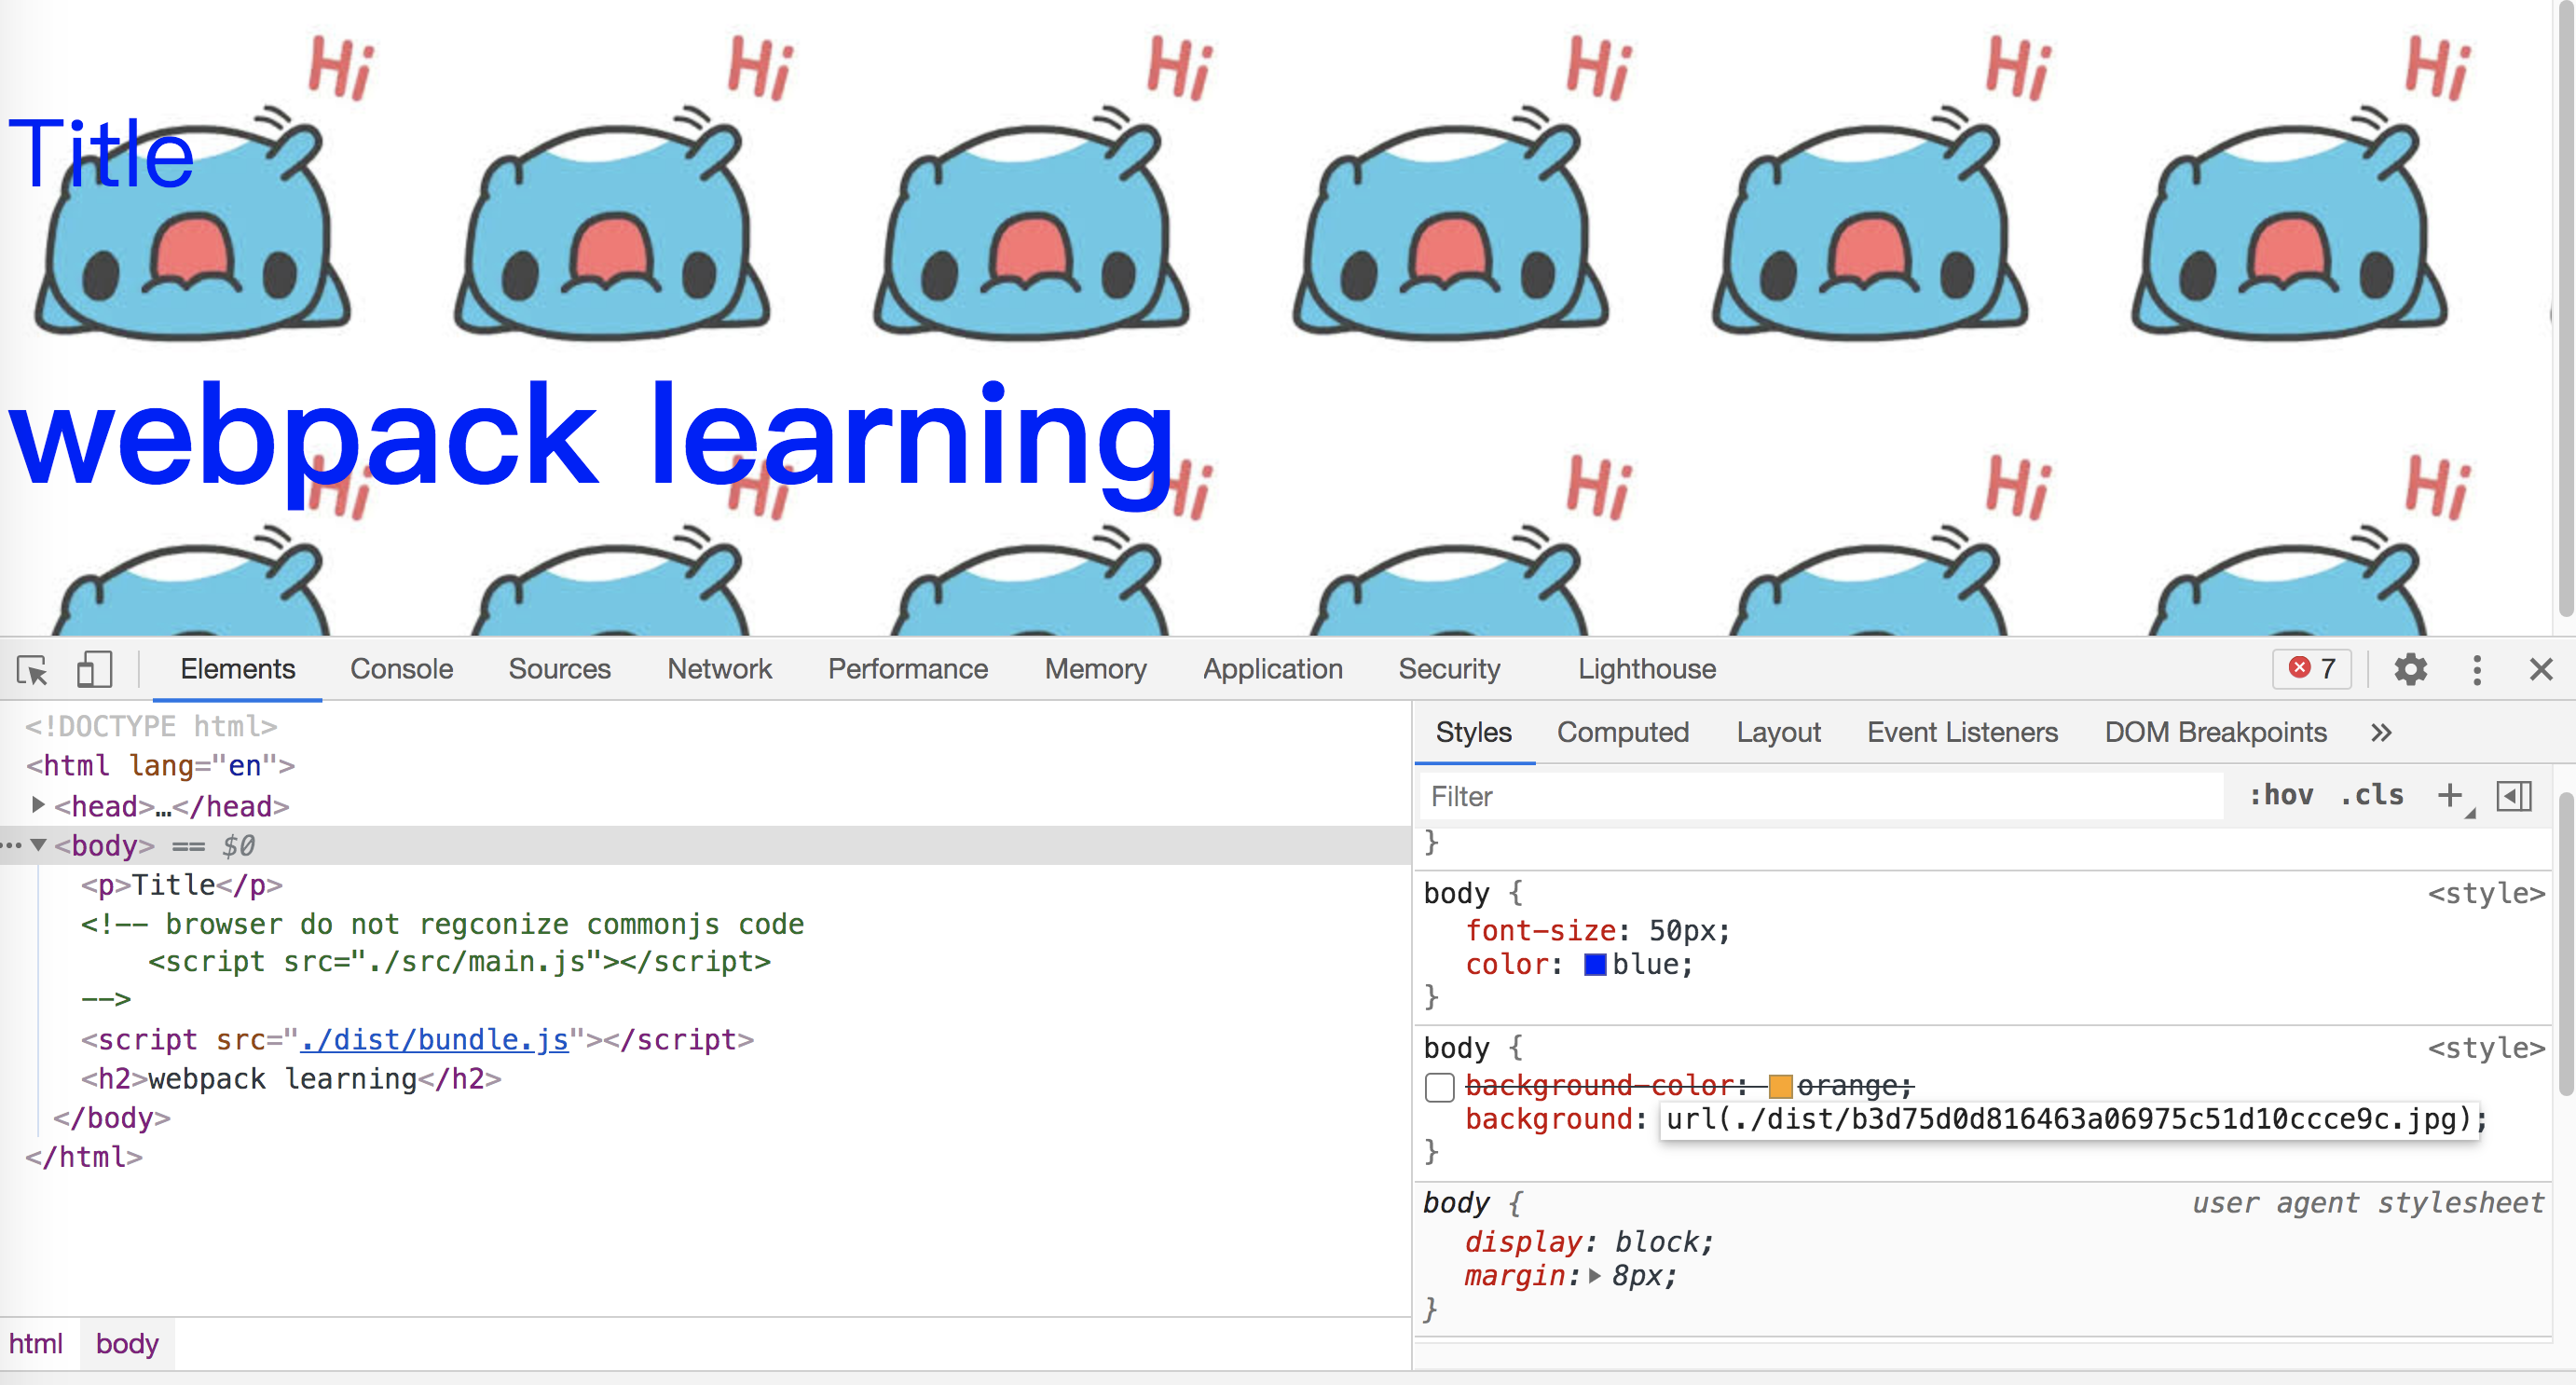 Hi Hi Hi Hi Hi Hi
Title
webpack learning
Hi Hi Hi Hi Hi Hi
Elements Console Sources Network Performance Memory Application Security Lighthouse 7
<!DOCTYPE html>
<html lang="en">
<head>…</head>
<body> == $0
<p>Title</p>
<!-- browser do not regconize commonjs code
<script src="./src/main.js"></script>
-->
<script src="./dist/bundle.js"></script>
<h2>webpack learning</h2>
</body>
</html>
html body
Styles Computed Layout Event Listeners DOM Breakpoints »
Filter :hov .cls +
}
body { <style>
font-size: 50px;
color: blue;
}
body { <style>
background-color: orange;
background: url(./dist/b3d75d0d816463a06975c51d10ccce9c.jpg);
}
body { user agent stylesheet
display: block;
margin: 8px;
}